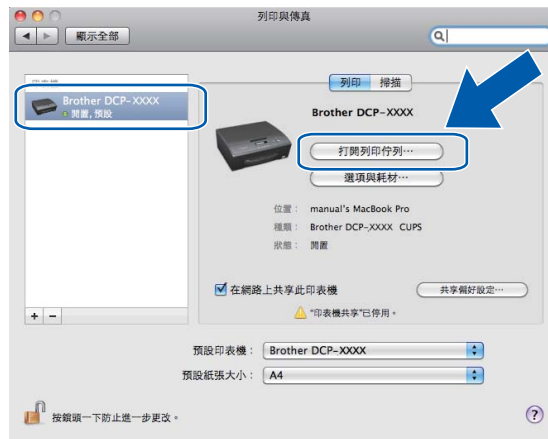 列印與傳真
顯示全部
列印 掃描
Brother DCP-XXXX
閒置, 預設
Brother DCP-XXXX
打開列印佇列…
選項與耗材…
位置： manual's MacBook Pro
種類： Brother DCP-XXXX CUPS
狀態： 閒置
在網路上共享此印表機
共享偏好設定…
"印表機共享"已停用。
+ −
預設印表機： Brother DCP-XXXX
預設紙張大小： A4
按鎖頭一下防止進一步更改。
?